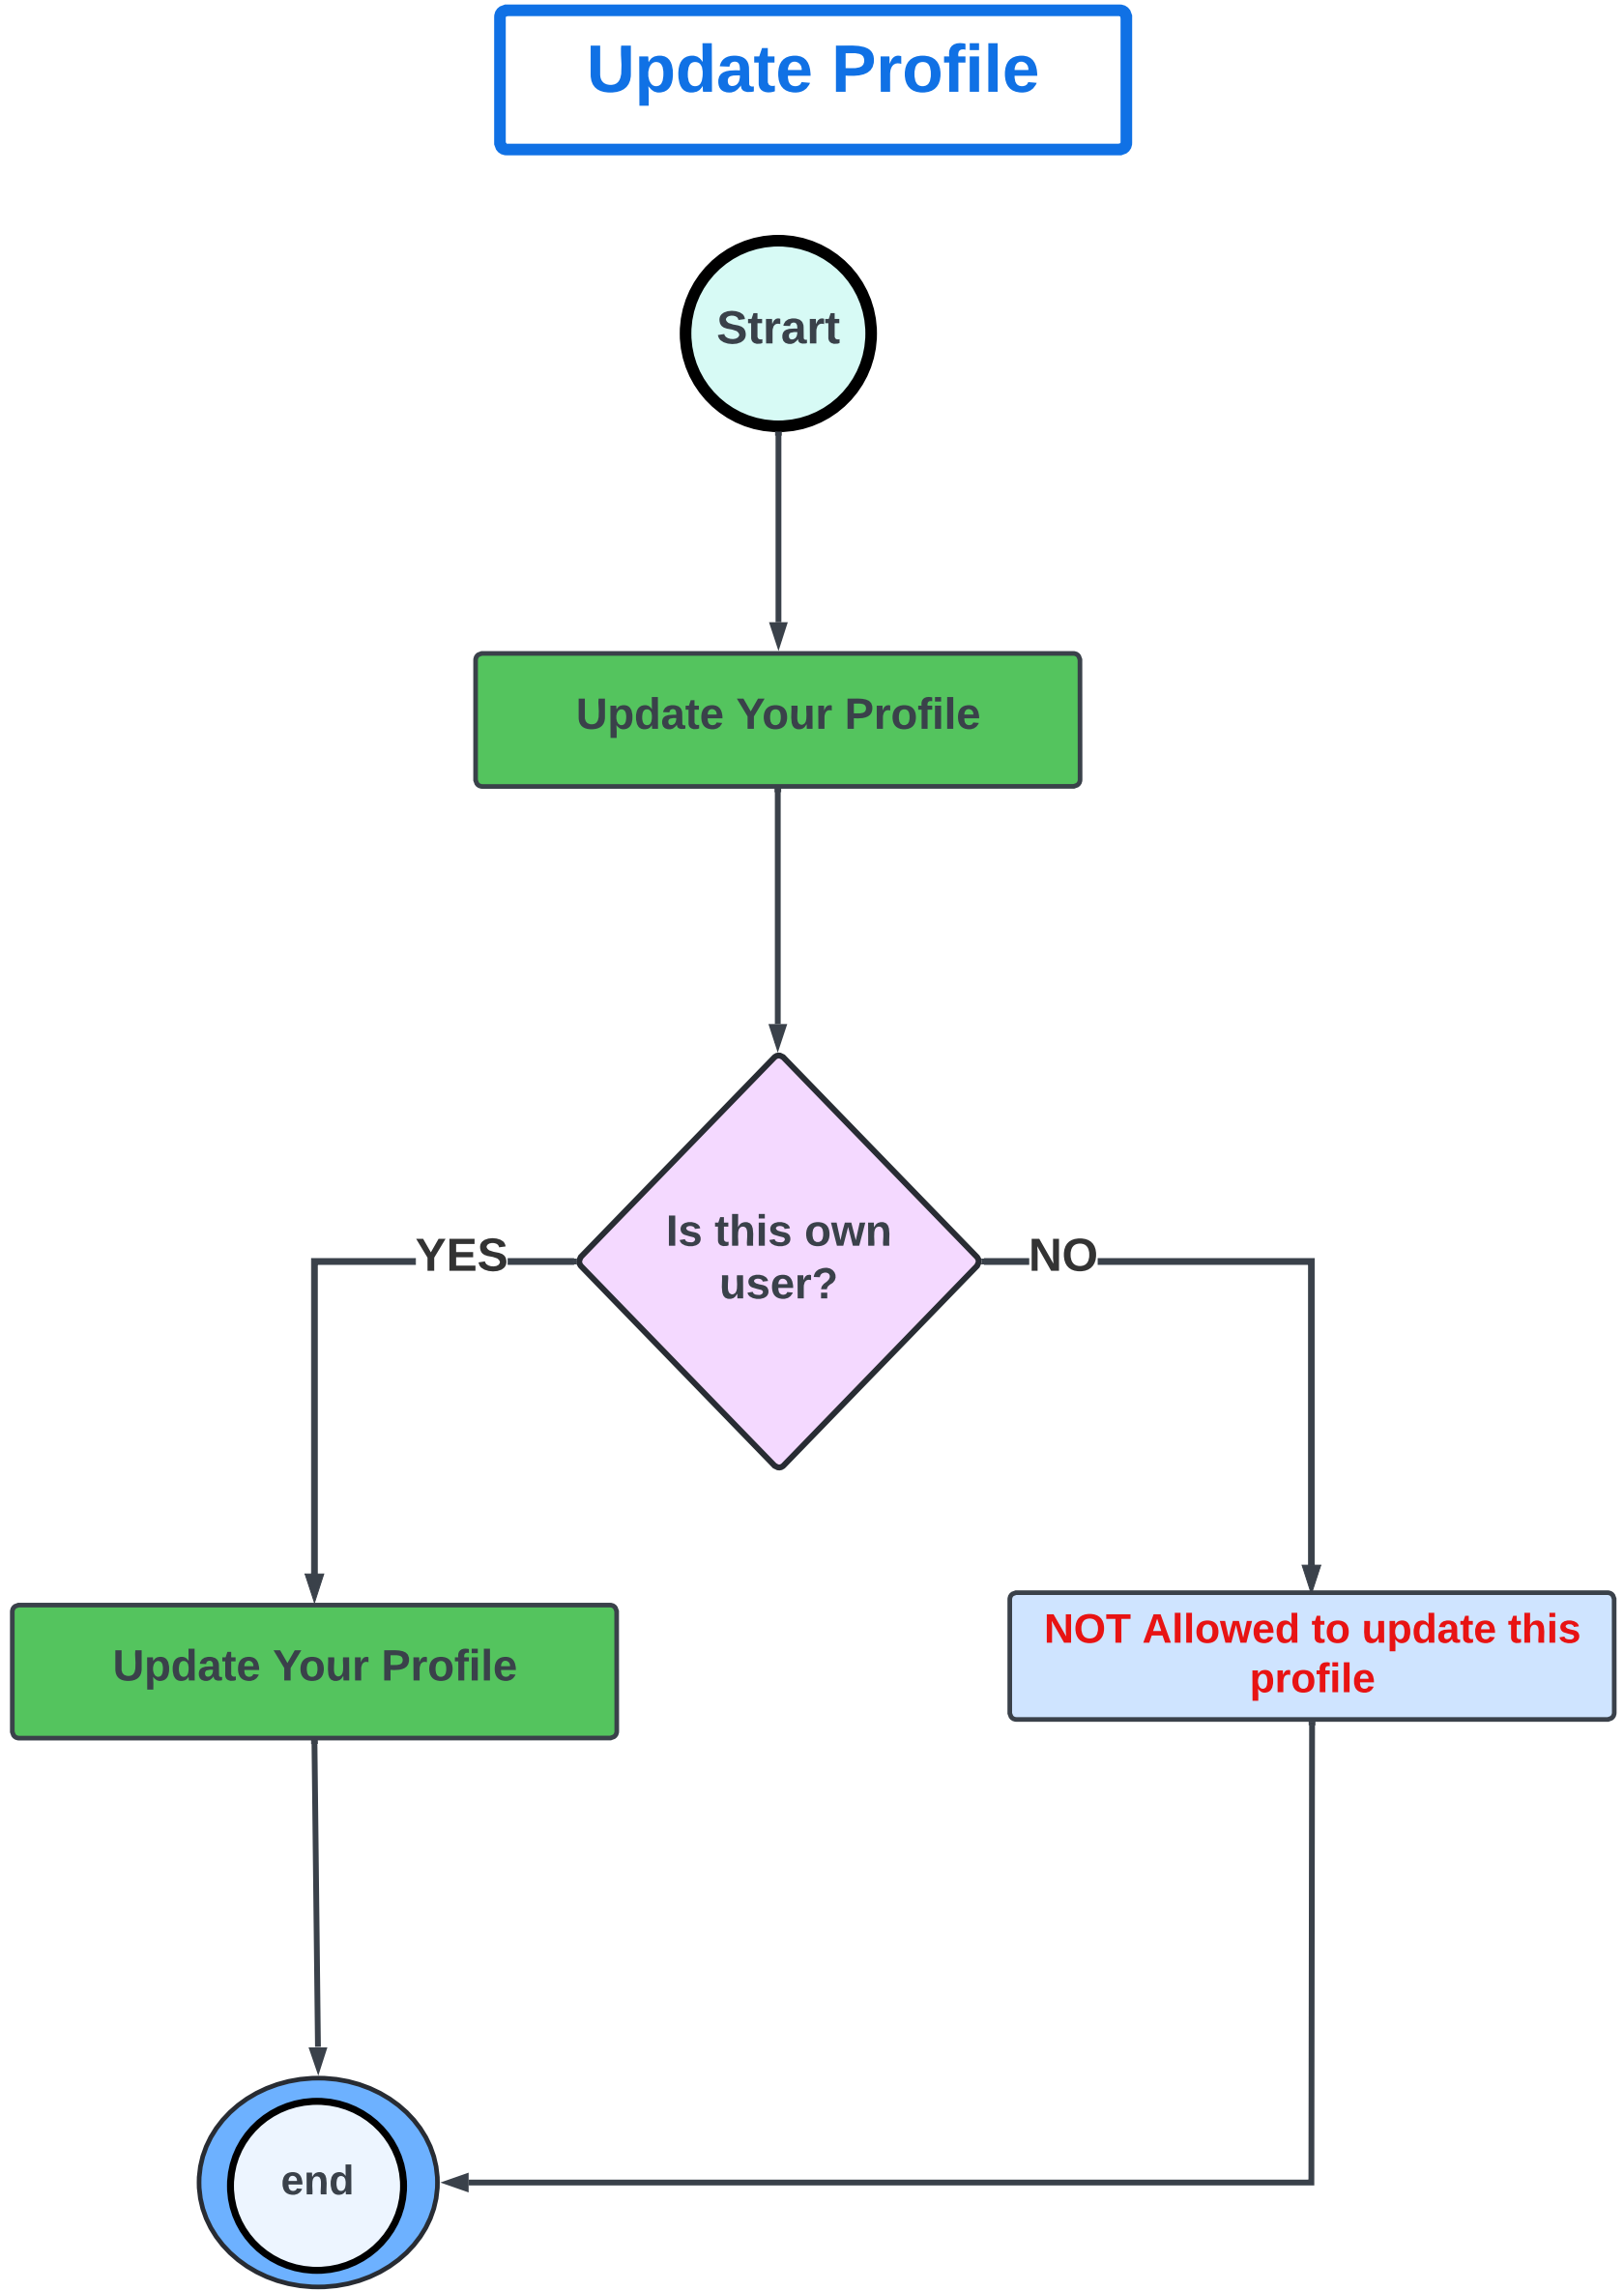 Update Profile
Strart
Update Your Profile
Is this own
user?
YES
NO
Update Your Profile
NOT Allowed to update this
profile
end